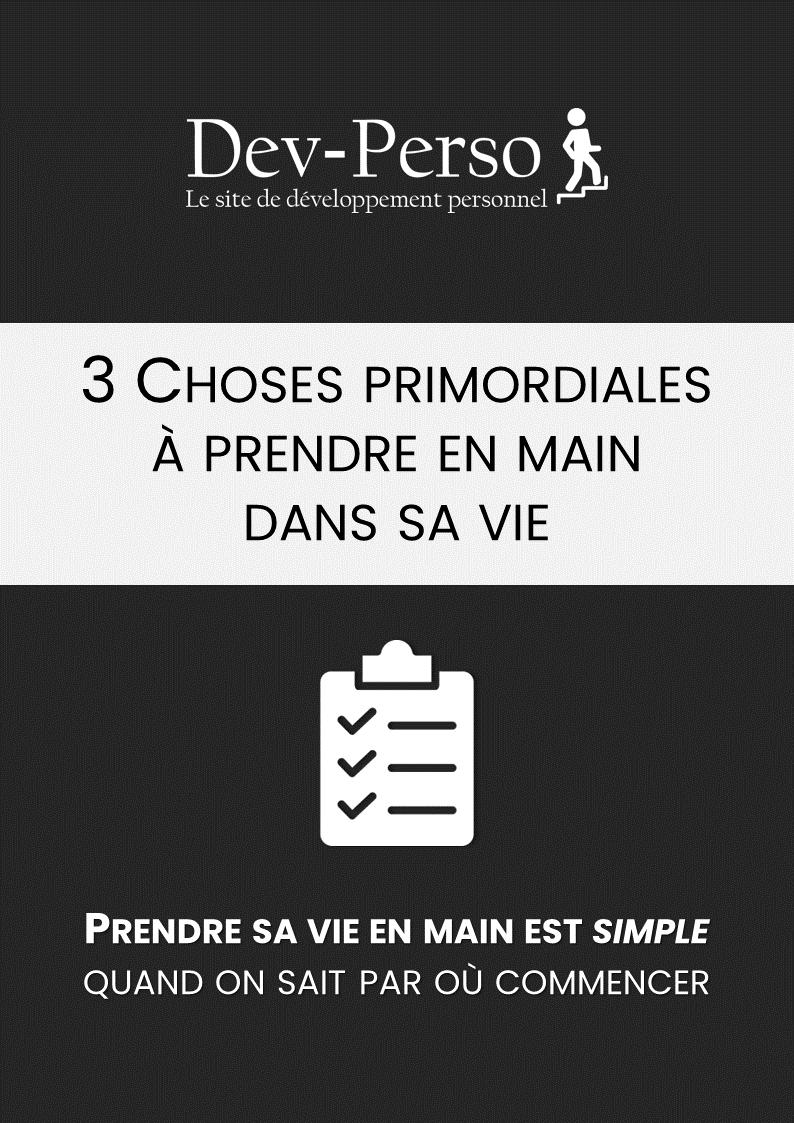 Dev-Perso
Le site de développement personnel
3 CHOSES PRIMORDIALES
À PRENDRE EN MAIN
DANS SA VIE
PRENDRE SA VIE EN MAIN EST SIMPLE
QUAND ON SAIT PAR OÙ COMMENCER